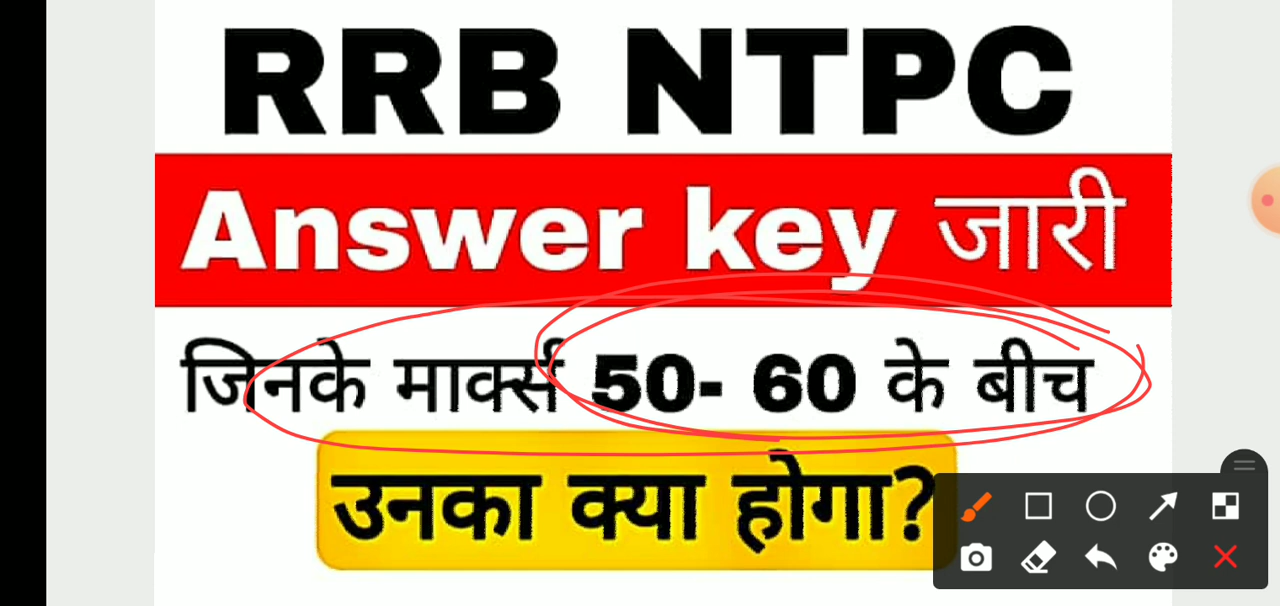 RRB NTPC
Answer key जारी
जिनके मार्क्स 50- 60 के बीच
उनका क्या होगा?